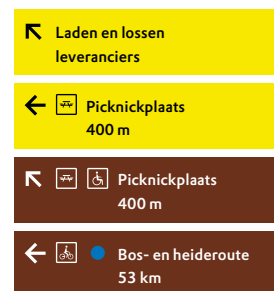 Laden en lossen
leveranciers
Picknickplaats
400 m
Picknickplaats
400 m
Bos- en heideroute
53 km